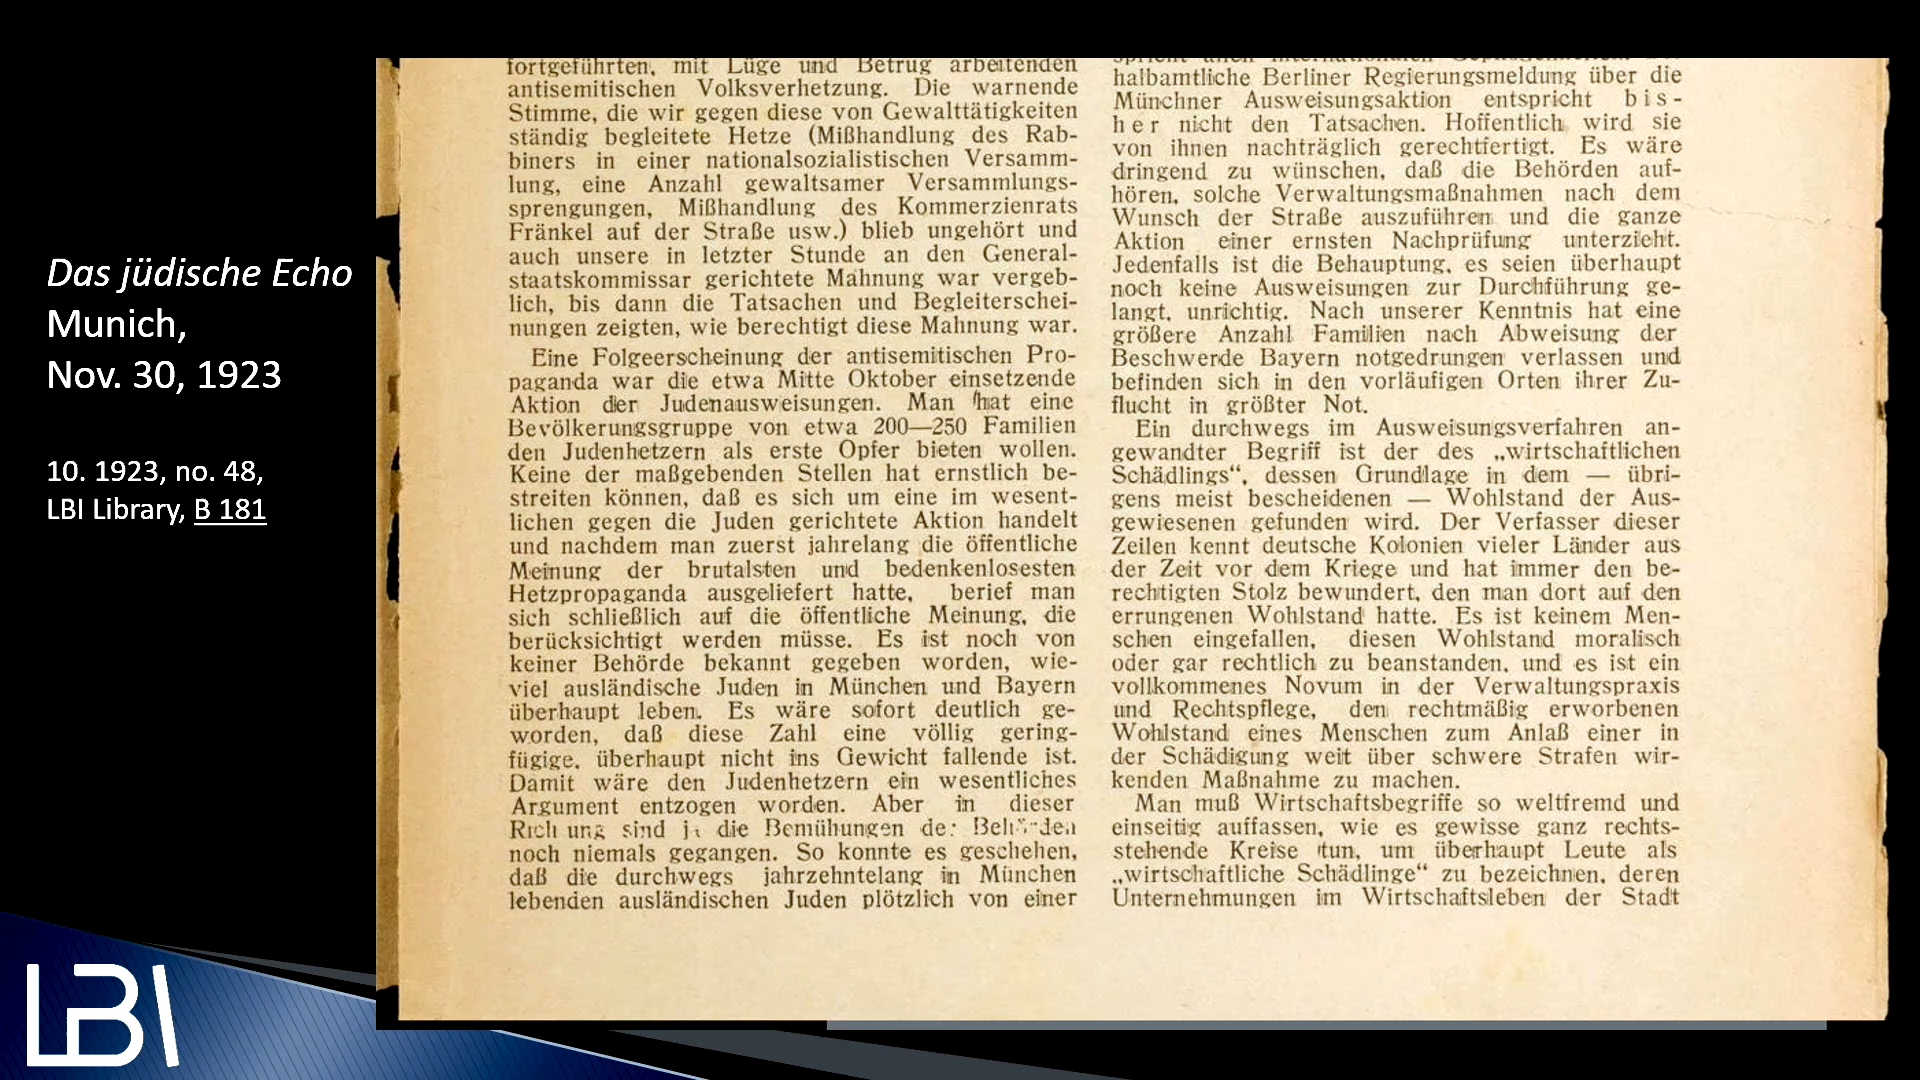 Das jüdische Echo
Munich,
Nov. 30, 1923
10. 1923, no. 48,
LBI Library, B 181
LBI
fortgeführten, mit Lüge und Betrug arbeitenden
antisemitischen Volksverhetzung. Die warnende
Stimme, die wir gegen diese von Gewalttätigkeiten
ständig begleitete Hetze (Mißhandlung des Rab-
biners in einer nationalsozialistischen Versamm-
lung, eine Anzahl gewaltsamer Versammlungs-
sprengungen, Mißhandlung des Kommerzienrats
Fränkel auf der Straße usw.) blieb ungehört und
auch unsere in letzter Stunde an den General-
staatskommissar gerichtete Mahnung war vergeb-
lich, bis dann die Tatsachen und Begleiterschei-
nungen zeigten, wie berechtigt diese Mahnung war.
Eine Folgeerscheinung der antisemitischen Pro-
paganda war die etwa Mitte Oktober einsetzende
Aktion der Judenausweisungen. Man hat eine
Bevölkerungsgruppe von etwa 200—250 Familien
den Judenhetzern als erste Opfer bieten wollen.
Keine der maßgebenden Stellen hat ernstlich be-
streiten können, daß es sich um eine im wesent-
lichen gegen die Juden gerichtete Aktion handelt
und nachdem man zuerst jahrelang die öffentliche
Meinung der brutalsten und bedenkenlosesten
Hetzpropaganda ausgeliefert hatte, berief man
sich schließlich auf die öffentliche Meinung, die
berücksichtigt werden müsse. Es ist noch von
keiner Behörde bekannt gegeben worden, wie-
viel ausländische Juden in München und Bayern
überhaupt leben. Es wäre sofort deutlich ge-
worden, daß diese Zahl eine völlig gering-
fügige, überhaupt nicht ins Gewicht fallende ist.
Damit wäre den Judenhetzern ein wesentliches
Argument entzogen worden. Aber in dieser
Richtung sind ja die Bemühungen der Behörden
noch niemals gegangen. So konnte es geschehen,
daß die durchwegs jahrzehntelang in München
lebenden ausländischen Juden plötzlich von einer
halbamtliche Berliner Regierungsmeldung über die
Münchner Ausweisungsaktion entspricht bis-
her nicht den Tatsachen. Hoffentlich wird sie
von ihnen nachträglich gerechtfertigt. Es wäre
dringend zu wünschen, daß die Behörden auf-
hören, solche Verwaltungsmaßnahmen nach dem
Wunsch der Straße auszuführen und die ganze
Aktion einer ernsten Nachprüfung unterzieht.
Jedenfalls ist die Behauptung, es seien überhaupt
noch keine Ausweisungen zur Durchführung ge-
langt, unrichtig. Nach unserer Kenntnis hat eine
größere Anzahl Familien nach Abweisung der
Beschwerde Bayern notgedrungen verlassen und
befinden sich in den vorläufigen Orten ihrer Zu-
flucht in größter Not.
Ein durchwegs im Ausweisungsverfahren an-
gewandter Begriff ist der des „wirtschaftlichen
Schädlings“, dessen Grundlage in dem — übri-
gens meist bescheidenen — Wohlstand der Aus-
gewiesenen gefunden wird. Der Verfasser dieser
Zeilen kennt deutsche Kolonien vieler Länder aus
der Zeit vor dem Kriege und hat immer den be-
rechtigten Stolz bewundert, den man dort auf den
errungenen Wohlstand hatte. Es ist keinem Men-
schen eingefallen, diesen Wohlstand moralisch
oder gar rechtlich zu beanstanden, und es ist ein
vollkommenes Novum in der Verwaltungspraxis
und Rechtspflege, den rechtmäßig erworbenen
Wohlstand eines Menschen zum Anlaß einer in
der Schädigung weit über schwere Strafen wir-
kenden Maßnahme zu machen.
Man muß Wirtschaftsbegriffe so weltfremd und
einseitig auffassen, wie es gewisse ganz rechts-
stehende Kreise tun, um überhaupt Leute als
„wirtschaftliche Schädlinge“ zu bezeichnen, deren
Unternehmungen im Wirtschaftsleben der Stadt